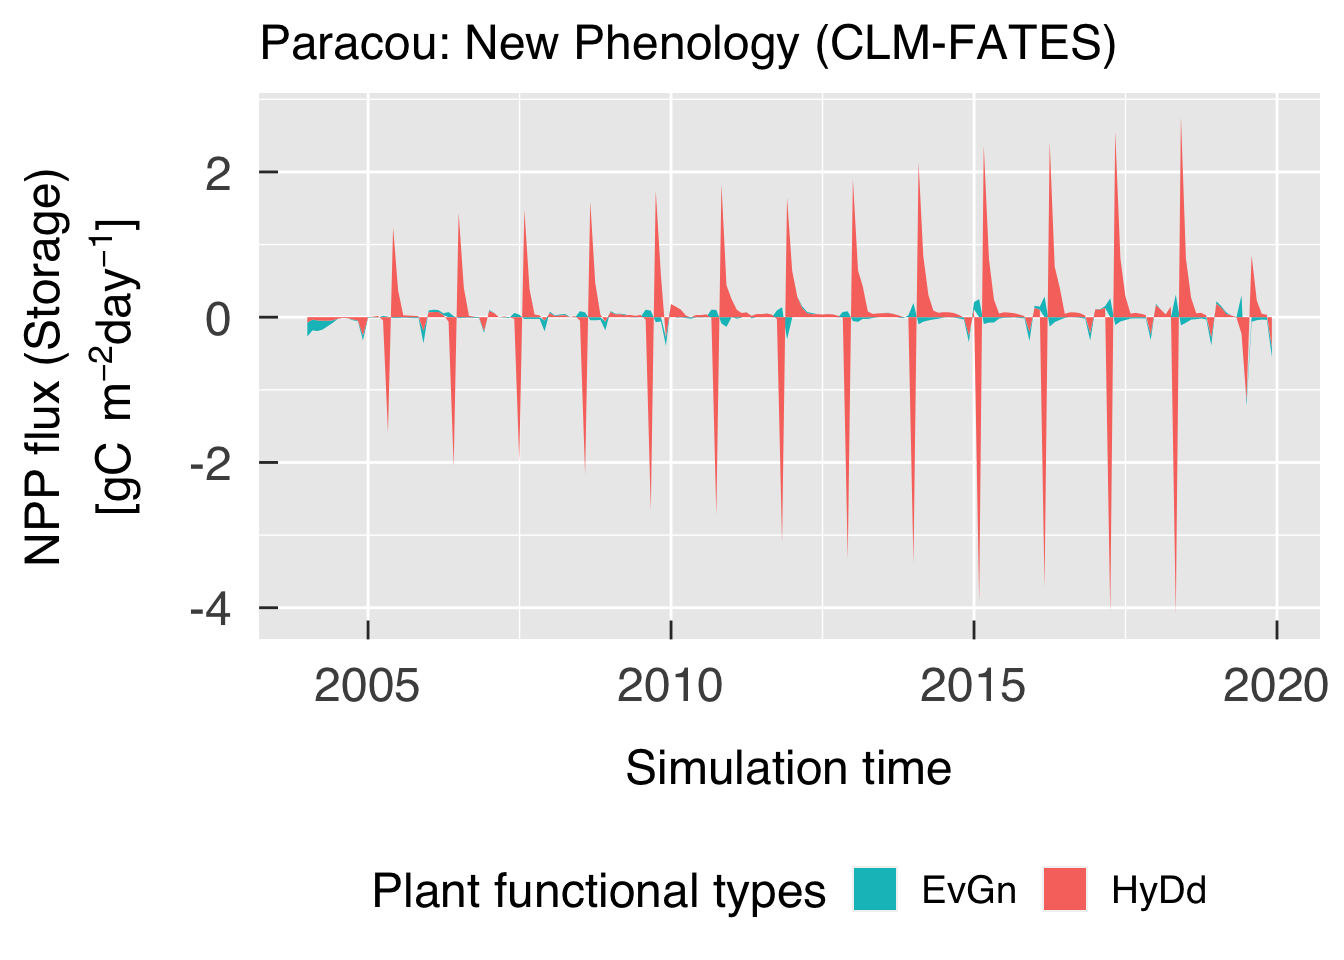 Paracou: New Phenology (CLM-FATES)
NPP flux (Storage)
[gC m⁻²day⁻¹]
2
0
-2
-4
2005 2010 2015 2020
Simulation time
Plant functional types EvGn HyDd